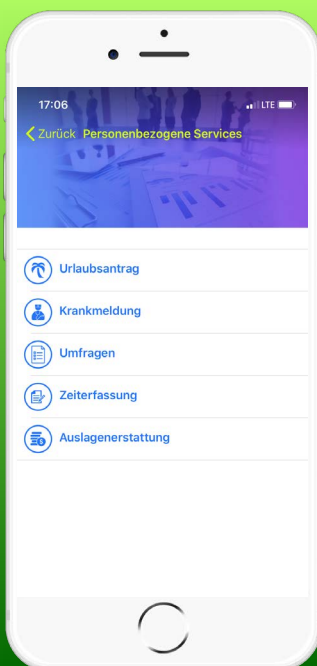 17:06
LTE
Zurück Personenbezogene Services
Urlaubsantrag
Krankmeldung
Umfragen
Zeiterfassung
Auslagenerstattung